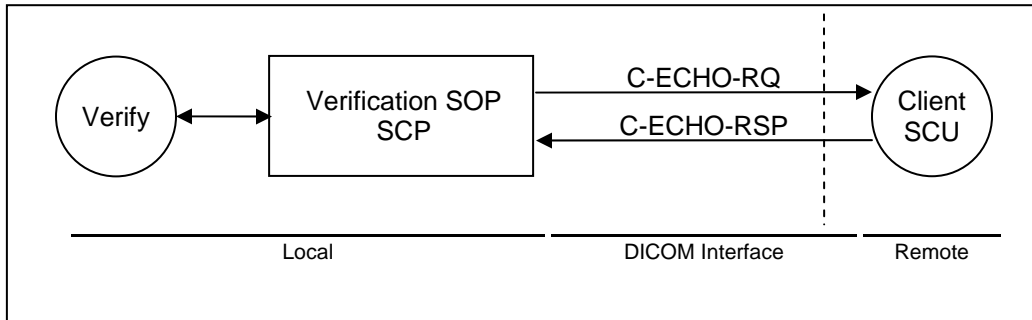 Verify
Verification SOP
SCP
C-ECHO-RQ
C-ECHO-RSP
Client
SCU
Local
DICOM Interface
Remote